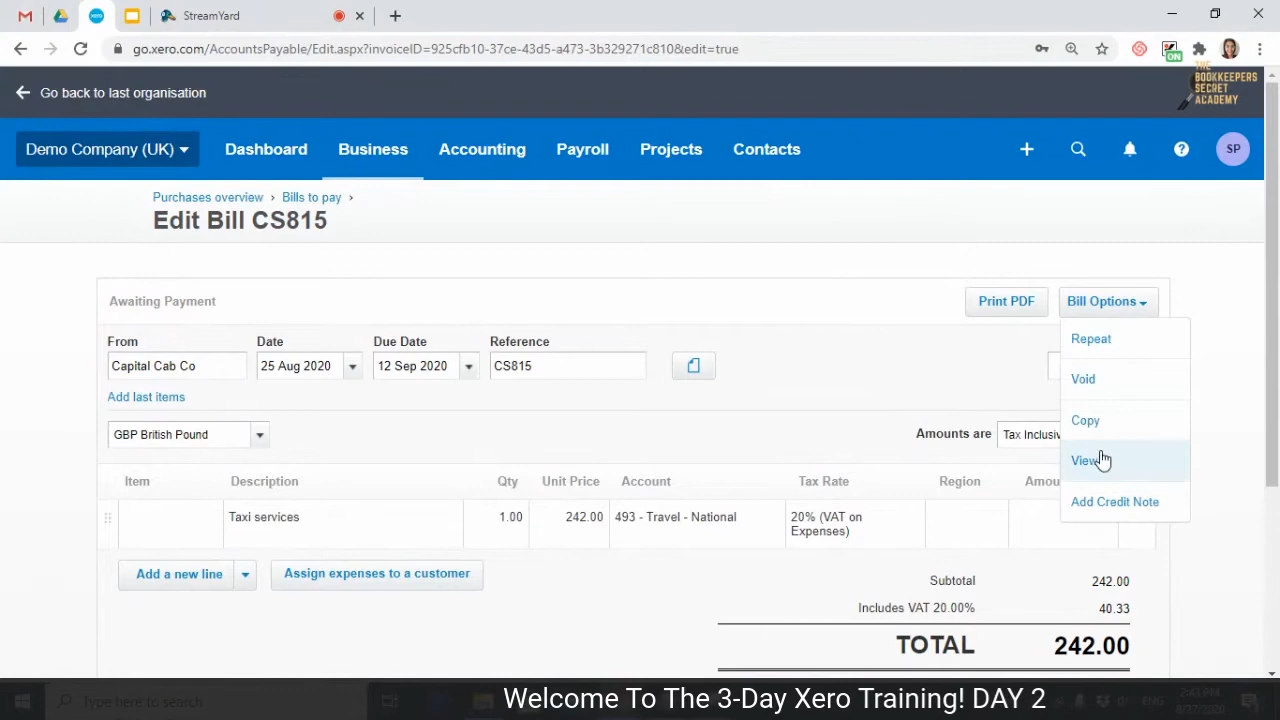 StreamYard
go.xero.com/AccountsPayable/Edit.aspx?invoiceID=925cfb10-37ce-43d5-a473-3b329271c810&edit=true
ON
Go back to last organisation
THE
BOOKKEEPERS
SECRET
ACADEMY
Demo Company (UK) Dashboard Business Accounting Payroll Projects Contacts SP
Purchases overview › Bills to pay ›
Edit Bill CS815
Awaiting Payment Print PDF Bill Options
From Date Due Date Reference
Capital Cab Co 25 Aug 2020 12 Sep 2020 CS815
Add last items
Repeat
Void
Copy
View
Add Credit Note
GBP British Pound Amounts are Tax Inclusiv
Item Description Qty Unit Price Account Tax Rate Region Amou
Taxi services 1.00 242.00 493 - Travel - National 20% (VAT on
Expenses)
Add a new line Assign expenses to a customer
Subtotal 242.00
Includes VAT 20.00% 40.33
TOTAL 242.00
Type here to search
Welcome To The 3-Day Xero Training! DAY 2
ENG